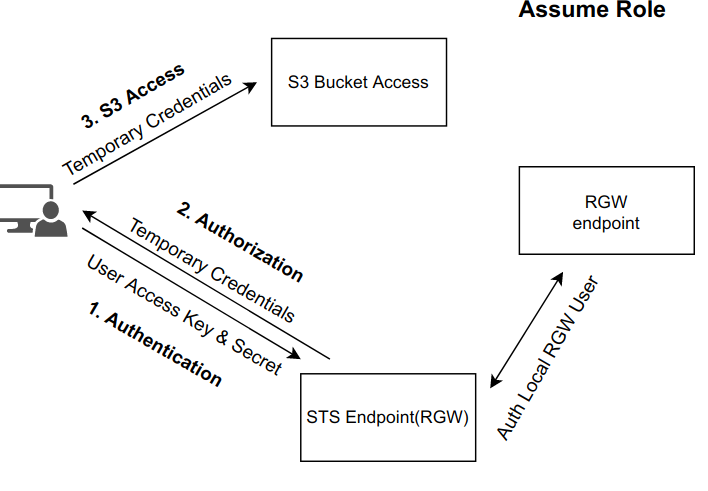 Assume Role
S3 Bucket Access
3. S3 Access
Temporary Credentials
RGW
endpoint
2. Authorization
Temporary Credentials
User Access Key & Secret
1. Authentication
STS Endpoint(RGW)
Auth Local RGW User